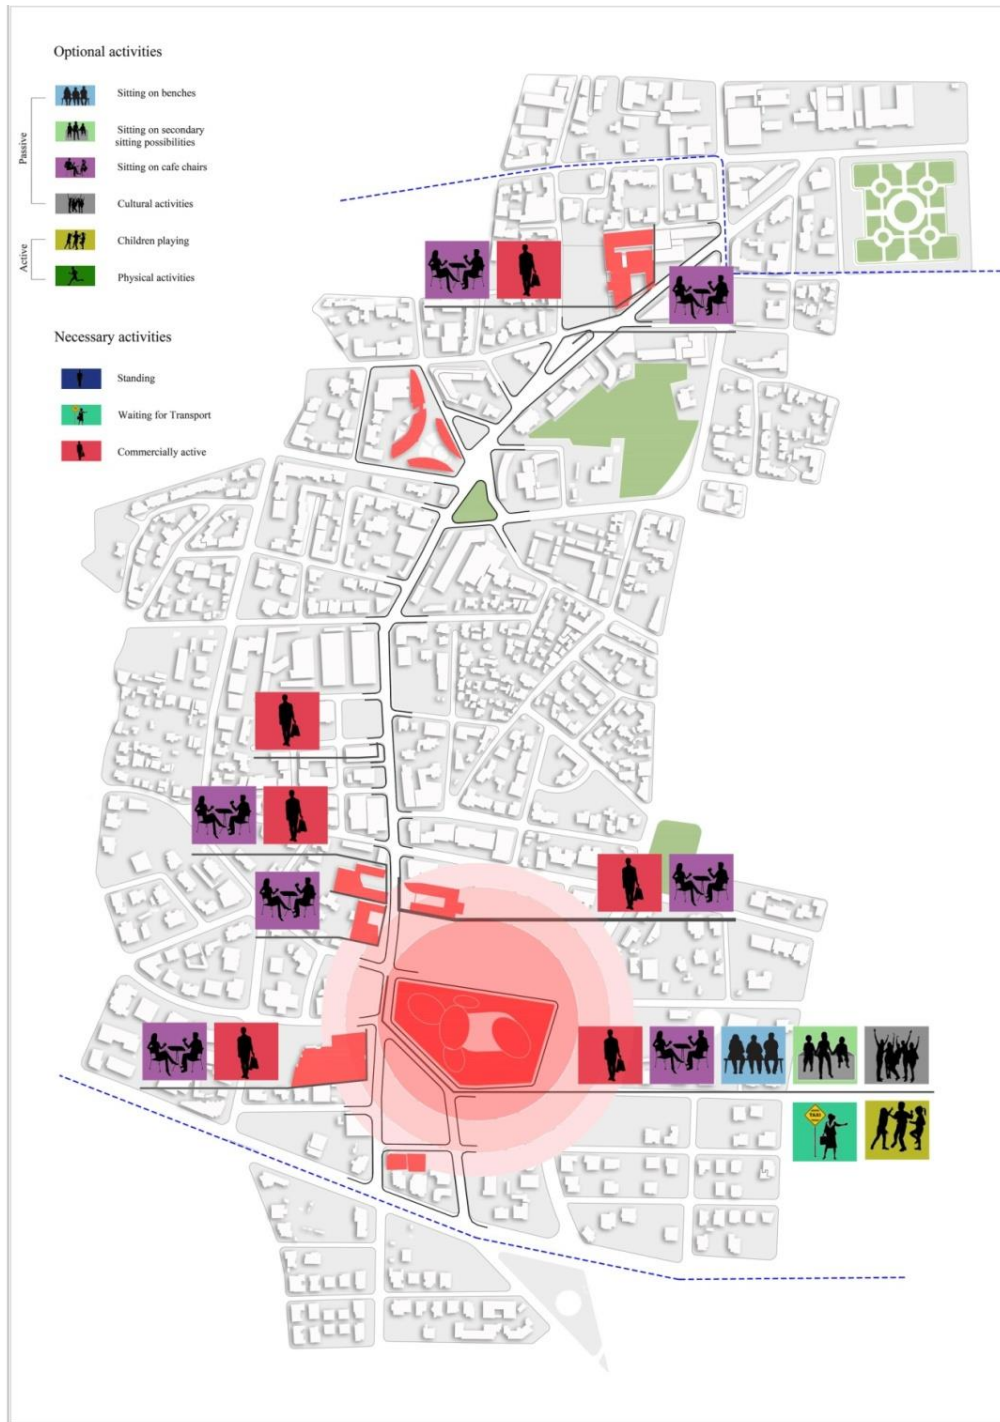 Optional activities
Passive
Sitting on benches
Sitting on secondary
sitting possibilities
Sitting on cafe chairs
Cultural activities
Active
Children playing
Physical activities
Necessary activities
Standing
Waiting for Transport
Commercially active
TAXI